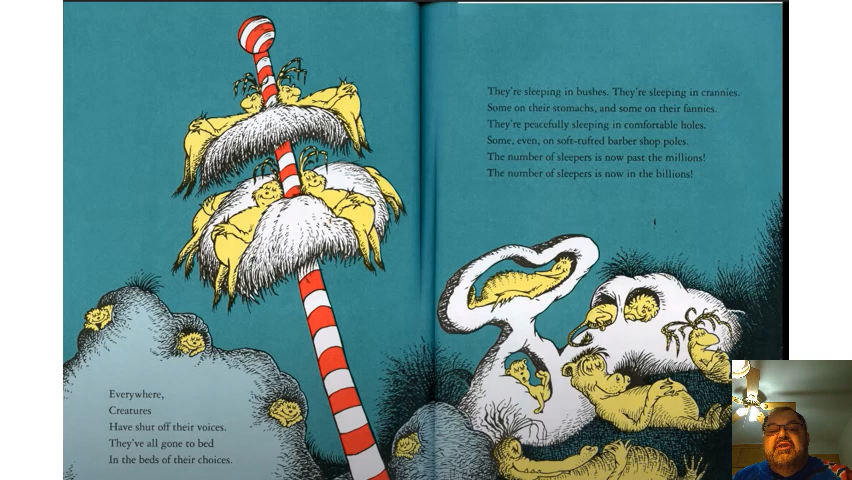 Everywhere,
Creatures
Have shut off their voices.
They've all gone to bed
In the beds of their choices.
They're sleeping in bushes. They're sleeping in crannies.
Some on their stomachs, and some on their fannies.
They're peacefully sleeping in comfortable holes.
Some, even, on soft-tufted barber shop poles.
The number of sleepers is now past the millions!
The number of sleepers is now in the billions!